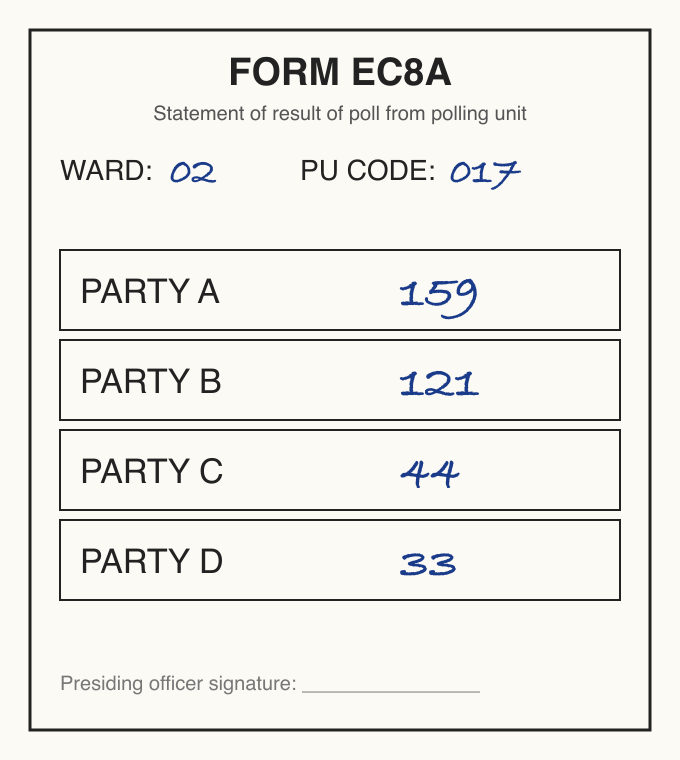 FORM EC8A
Statement of result of poll from polling unit
WARD: 02 PU CODE: 017
PARTY A 159
PARTY B 121
PARTY C 44
PARTY D 33
Presiding officer signature: ________________